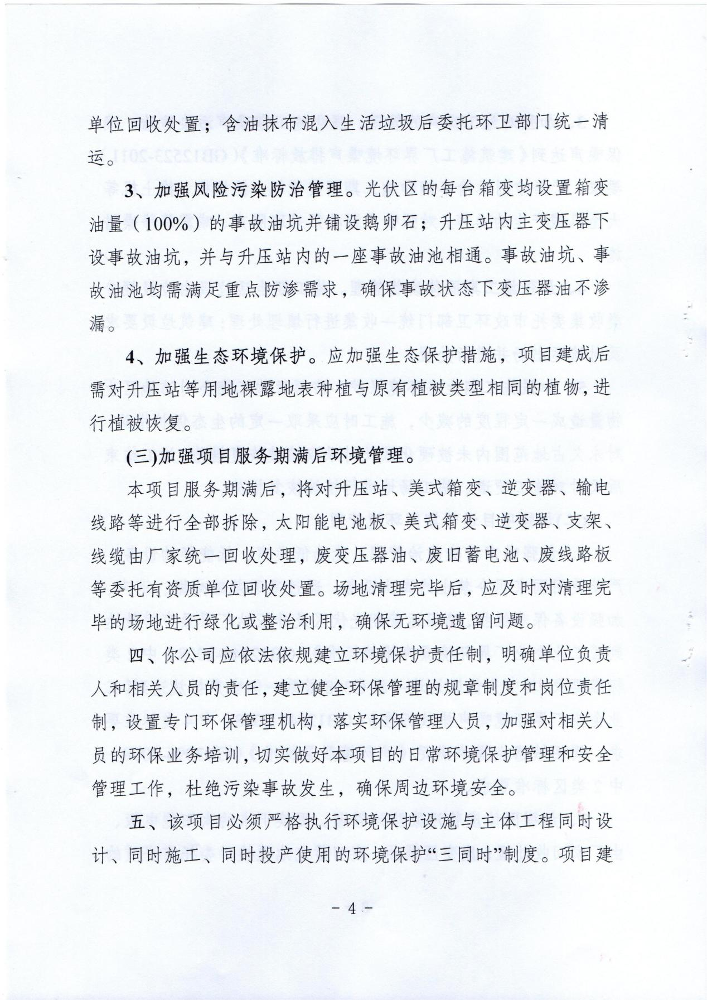 单位回收处置；含油抹布混入生活垃圾后委托环卫部门统一清
运。
3、加强风险污染防治管理。光伏区的每台箱变均设置箱变
油量（100%）的事故油坑并铺设鹅卵石；升压站内主变压器下
设事故油坑，并与升压站内的一座事故油池相通。事故油坑、事
故油池均需满足重点防渗需求，确保事故状态下变压器油不渗
漏。
4、加强生态环境保护。应加强生态保护措施，项目建成后
需对升压站等用地裸露地表种植与原有植被类型相同的植物，进
行植被恢复。
(三)加强项目服务期满后环境管理。
本项目服务期满后，将对升压站、美式箱变、逆变器、输电
线路等进行全部拆除，太阳能电池板、美式箱变、逆变器、支架、
线缆由厂家统一回收处理，废变压器油、废旧蓄电池、废线路板
等委托有资质单位回收处置。场地清理完毕后，应及时对清理完
毕的场地进行绿化或整治利用，确保无环境遗留问题。
四、你公司应依法依规建立环境保护责任制，明确单位负责
人和相关人员的责任，建立健全环保管理的规章制度和岗位责任
制，设置专门环保管理机构，落实环保管理人员，加强对相关人
员的环保业务培训，切实做好本项目的日常环境保护管理和安全
管理工作，杜绝污染事故发生，确保周边环境安全。
五、该项目必须严格执行环境保护设施与主体工程同时设
计、同时施工、同时投产使用的环境保护“三同时”制度。项目建
- 4 -